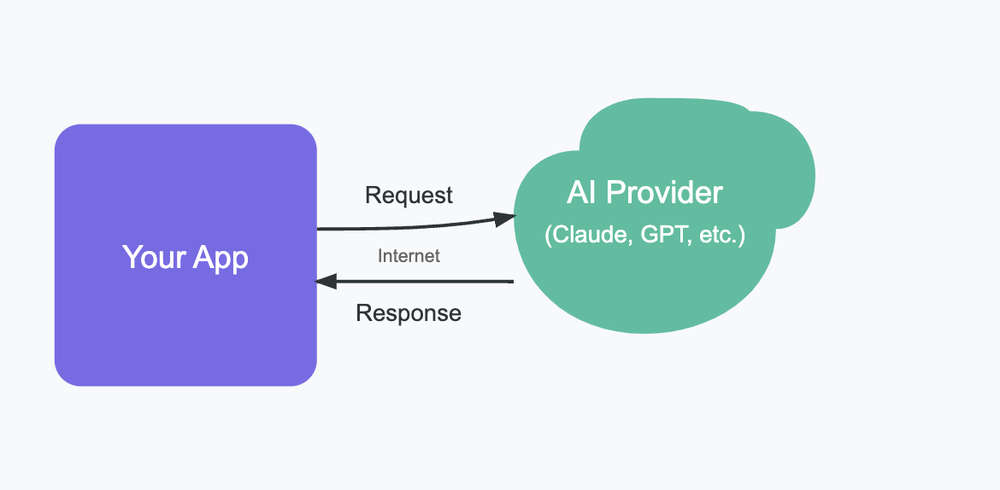 Your App
Request
Internet
Response
AI Provider
(Claude, GPT, etc.)